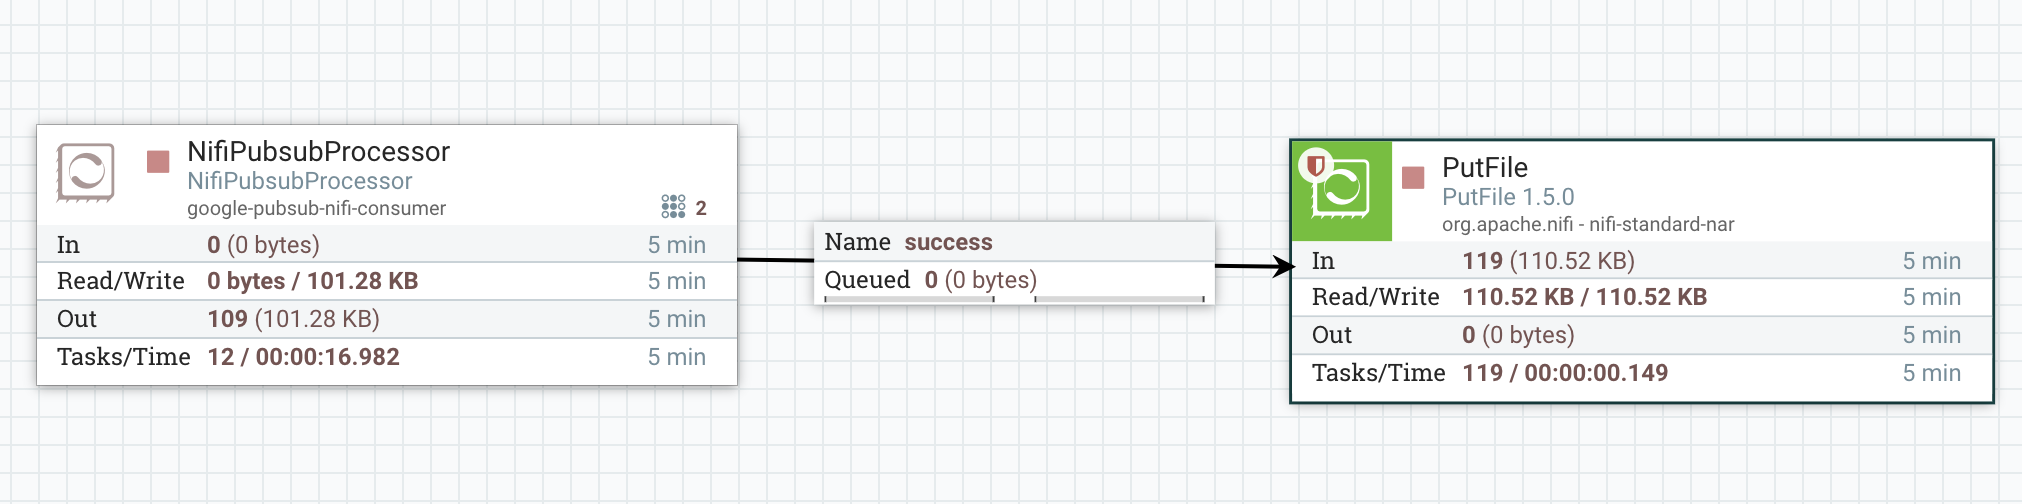 NifiPubsubProcessor
NifiPubsubProcessor
google-pubsub-nifi-consumer
2
In 0 (0 bytes) 5 min
Read/Write 0 bytes / 101.28 KB 5 min
Out 109 (101.28 KB) 5 min
Tasks/Time 12 / 00:00:16.982 5 min
Name success
Queued 0 (0 bytes)
PutFile
PutFile 1.5.0
org.apache.nifi - nifi-standard-nar
In 119 (110.52 KB) 5 min
Read/Write 110.52 KB / 110.52 KB 5 min
Out 0 (0 bytes) 5 min
Tasks/Time 119 / 00:00:00.149 5 min